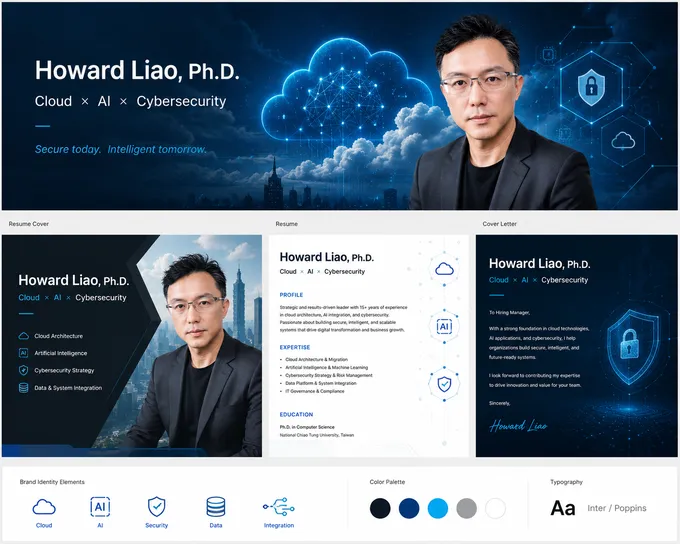 Howard Liao, Ph.D.
Cloud × AI × Cybersecurity
Secure today. Intelligent tomorrow.
Resume Cover
Howard Liao, Ph.D.
Cloud × AI × Cybersecurity
Cloud Architecture
AI
Artificial Intelligence
Cybersecurity Strategy
Data & System Integration
Resume
Howard Liao, Ph.D.
Cloud × AI × Cybersecurity
PROFILE
Strategic and results-driven leader with 15+ years of experience
in cloud architecture, AI integration, and cybersecurity.
Passionate about building secure, intelligent, and scalable
systems that drive digital transformation and business growth.
AI
EXPERTISE
• Cloud Architecture & Migration
• Artificial Intelligence & Machine Learning
• Cybersecurity Strategy & Risk Management
• Data Platform & System Integration
• IT Governance & Compliance
EDUCATION
Ph.D. in Computer Science
National Chiao Tung University, Taiwan
Cover Letter
Howard Liao, Ph.D.
Cloud × AI × Cybersecurity
To Hiring Manager,
With a strong foundation in cloud technologies,
AI applications, and cybersecurity, I help
organizations build secure, intelligent, and
future-ready systems.
I look forward to contributing my expertise
to drive innovation and value for your team.
Sincerely,
Howard Liao
Brand Identity Elements
AI
Cloud
AI
Security
Data
Integration
Color Palette
Typography
Aa
Inter / Poppins